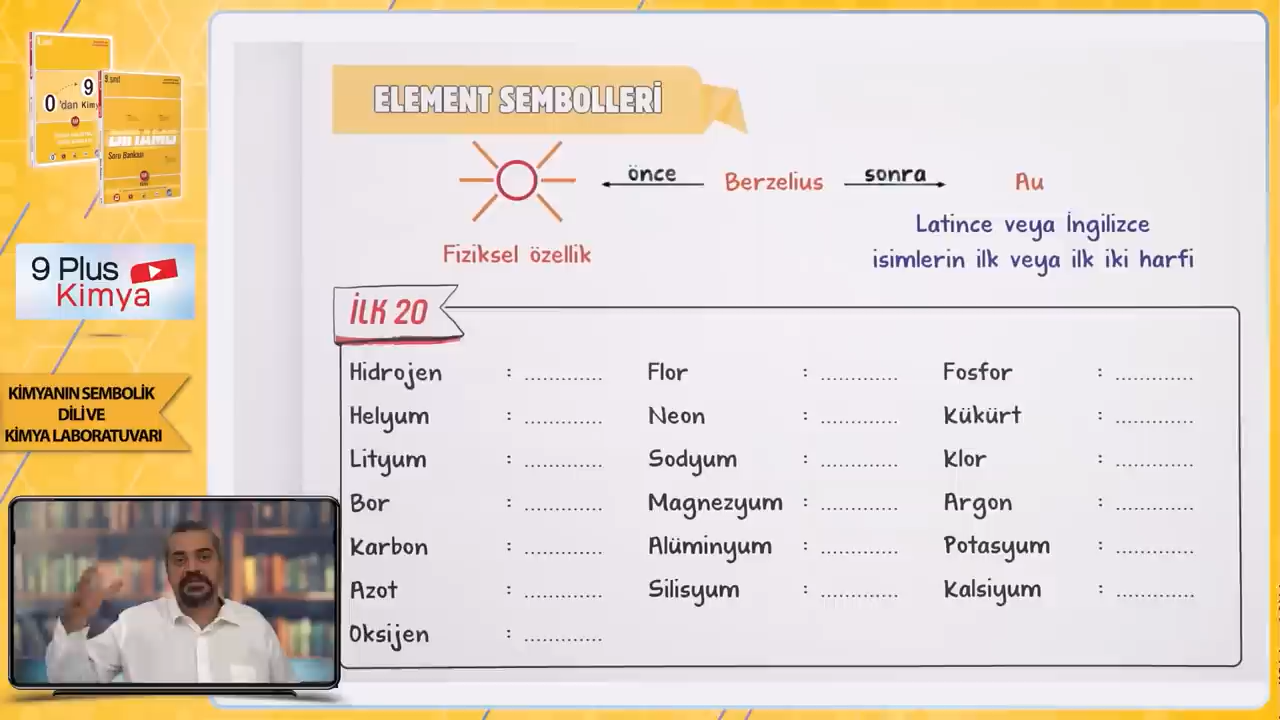 ELEMENT SEMBOLLERİ
önce
Berzelius
sonra
Au
Fiziksel özellik
Latince veya İngilizce
isimlerin ilk veya ilk iki harfi
İLK 20
Hidrojen : ............
Helyum : ............
Lityum : ............
Bor : ............
Karbon : ............
Azot : ............
Oksijen : ............
Flor : ............
Neon : ............
Sodyum : ............
Magnezyum : ............
Alüminyum : ............
Silisyum : ............
Fosfor : ............
Kükürt : ............
Klor : ............
Argon : ............
Potasyum : ............
Kalsiyum : ............
0 'dan 9
9.sınıf
Soru Bankası
9 Plus
Kimya
KİMYANIN SEMBOLİK
DİLİ VE
KİMYA LABORATUVARI